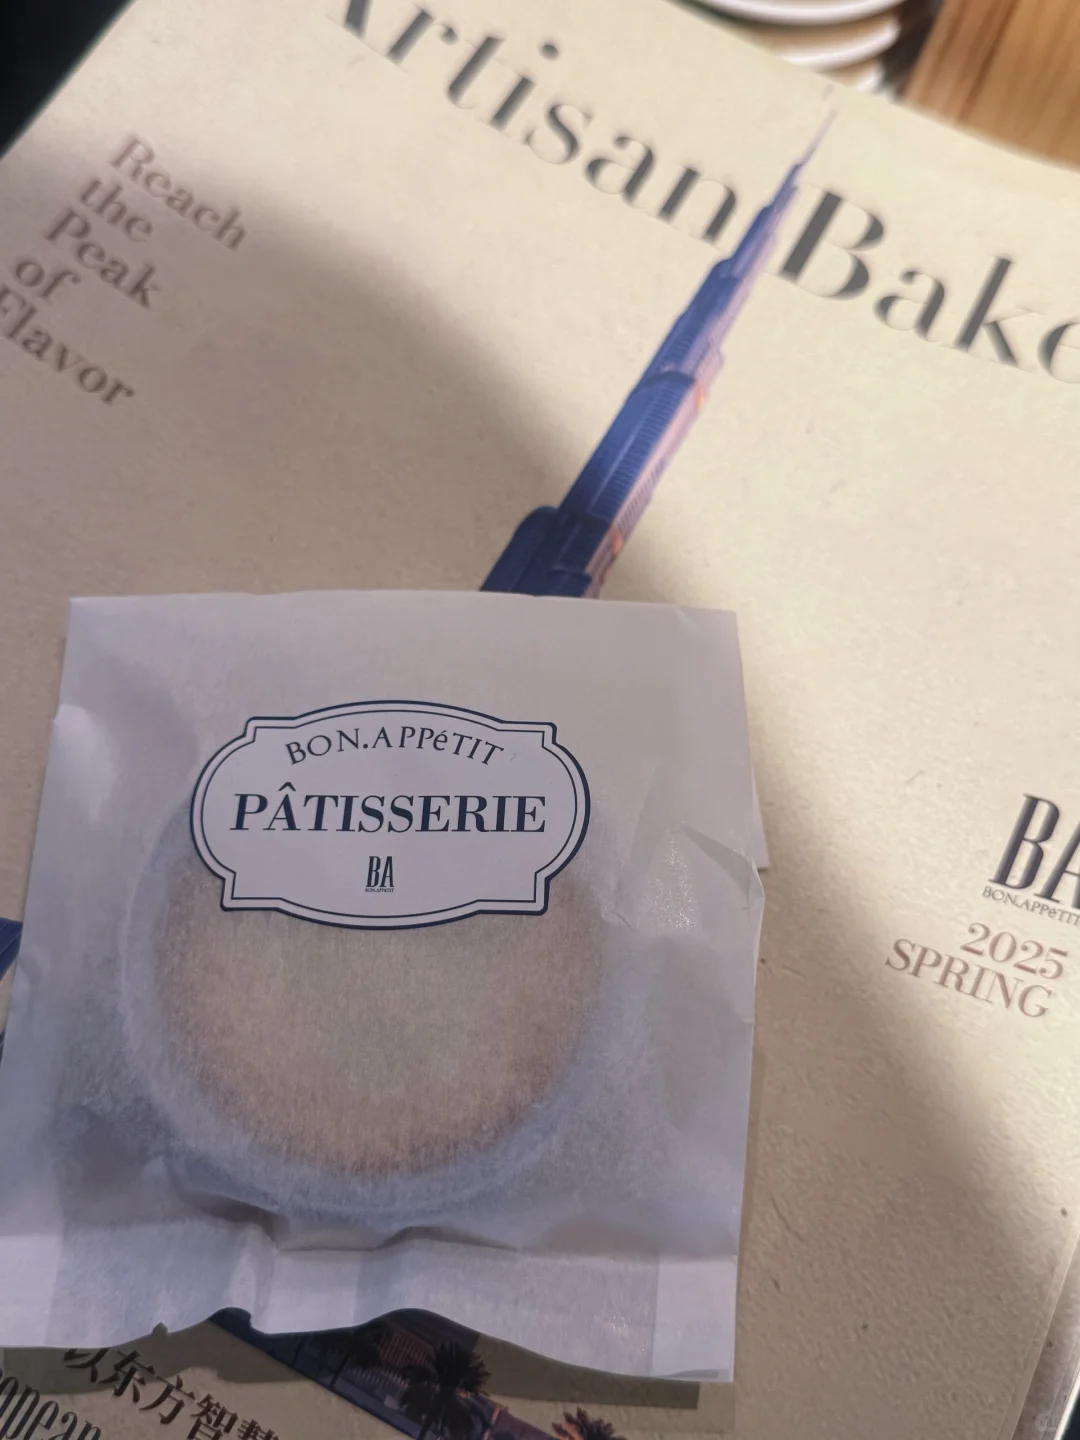 Artisan Bake
Reach
the
Peak
of
Flavor
BON.APPéTIT
PÂTISSERIE
BA
BON.APPéTIT
BA
BON.APPéTIT
2025
SPRING
以东方智慧
opean